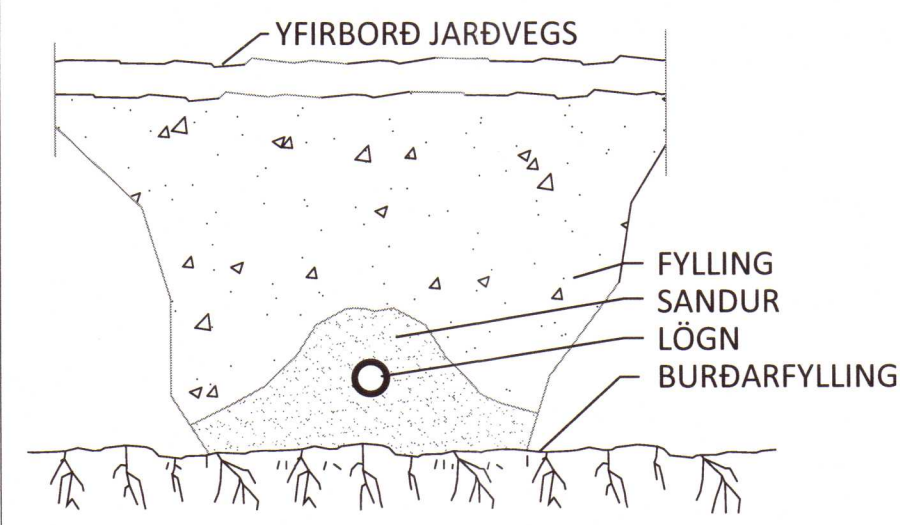 YFIRBORÐ JARÐVEGS
FYLLING
SANDUR
LÖGN
BURÐARFYLLING